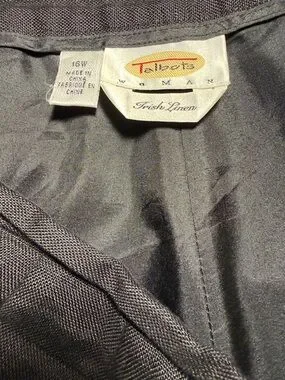 16W
MADE IN
CHINA
FABRIQUÉ EN
CHINE
Talbots
WOMAN
Irish Linen